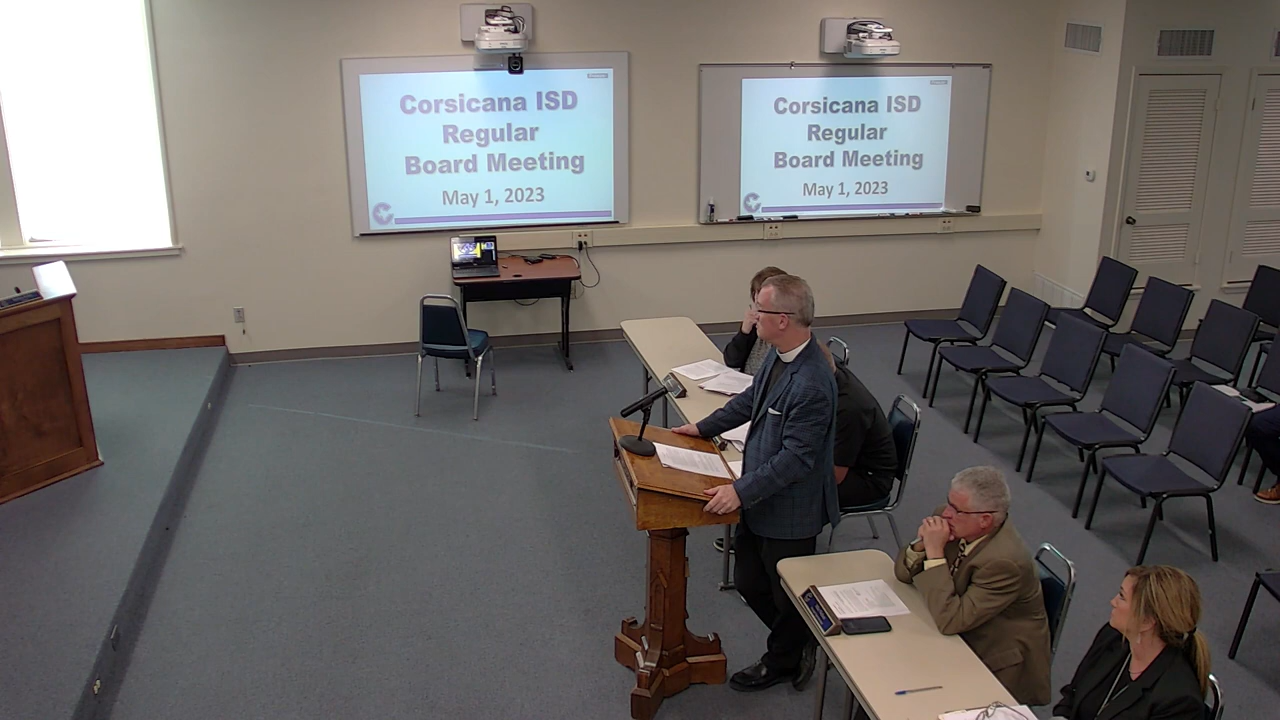 Corsicana ISD
Regular
Board Meeting
May 1, 2023
Corsicana ISD
Regular
Board Meeting
May 1, 2023